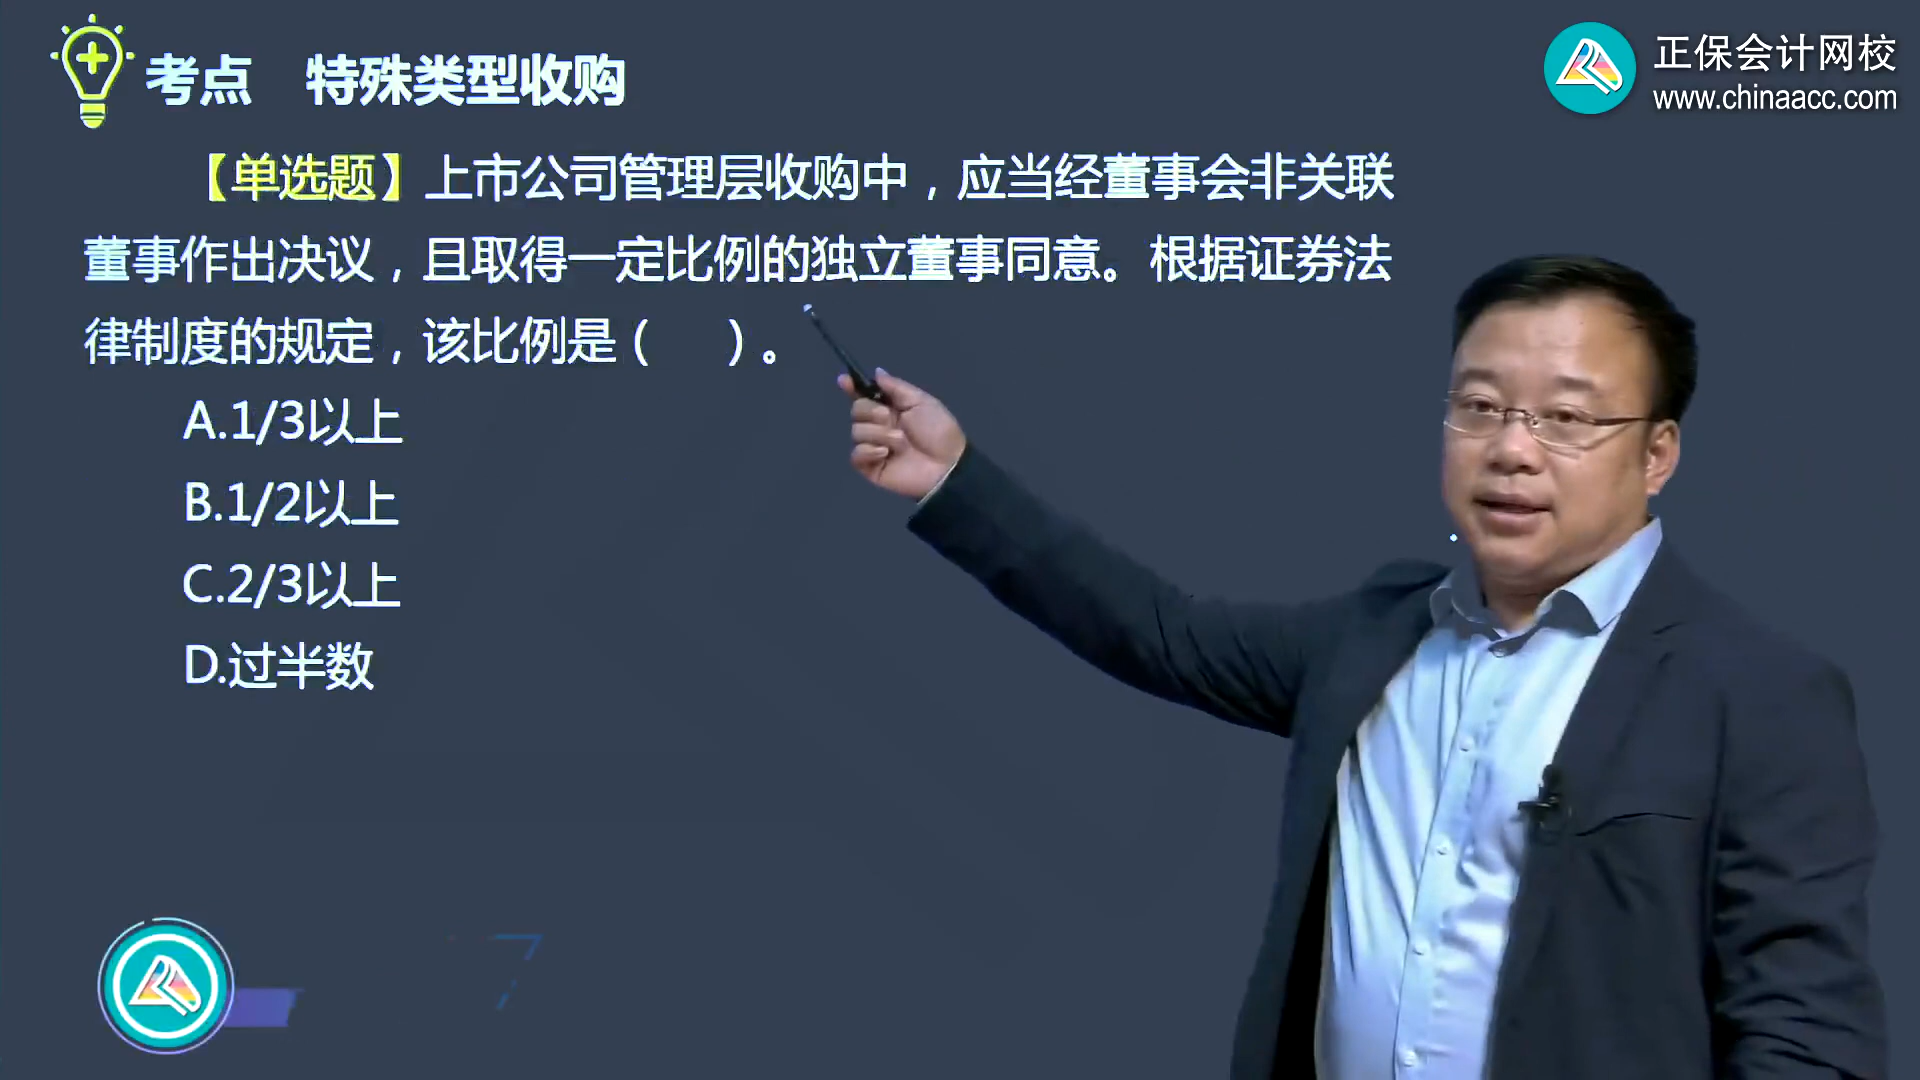 考点 特殊类型收购
正保会计网校
www.chinaacc.com
【单选题】上市公司管理层收购中，应当经董事会非关联
董事作出决议，且取得一定比例的独立董事同意。根据证券法
律制度的规定，该比例是（ ）。
A.1/3以上
B.1/2以上
C.2/3以上
D.过半数